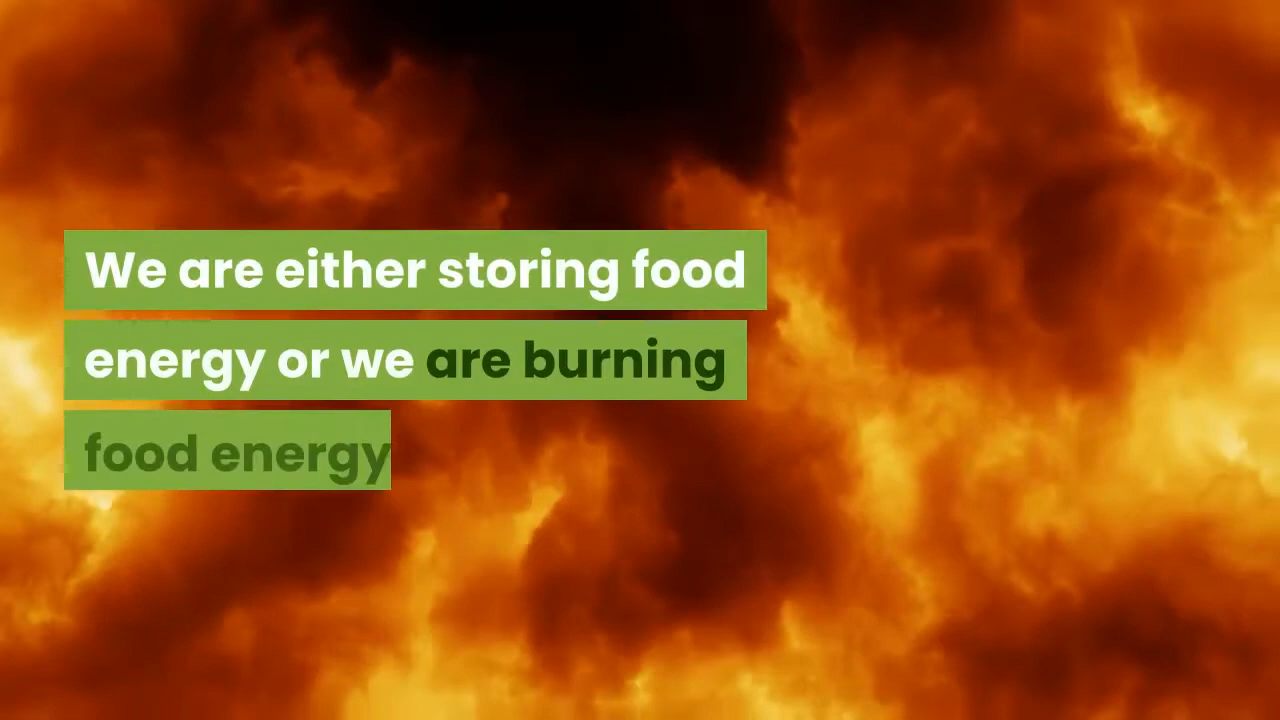 We are either storing food
energy or we are burning
food energy